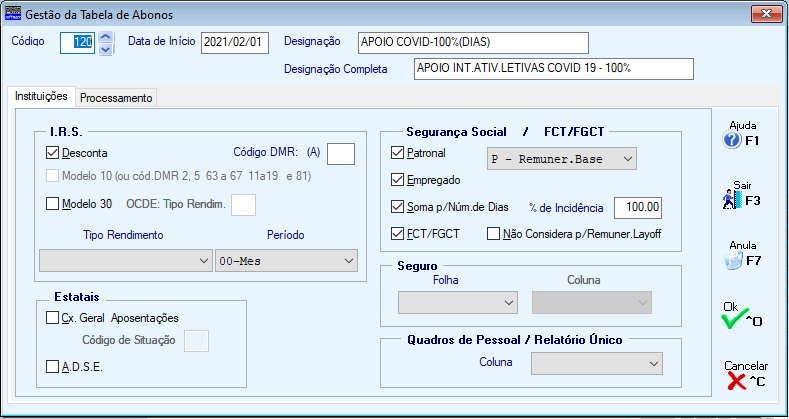 Gestão da Tabela de Abonos
Código 120 Data de Início 2021/02/01 Designação APOIO COVID-100%(DIAS)
Designação Completa APOIO INT.ATIV.LETIVAS COVID 19 - 100%
Instituições Processamento
I.R.S.
Desconta Código DMR: (A)
Modelo 10 (ou cód.DMR 2, 5 63 a 67 11a19 e 81)
Modelo 30 OCDE: Tipo Rendim.
Tipo Rendimento Período
00-Mes
Estatais
Cx. Geral Aposentações
Código de Situação
A.D.S.E.
Segurança Social / FCT/FGCT
Patronal P - Remuner.Base
Empregado
Soma p/Núm.de Dias % de Incidência 100.00
FCT/FGCT Não Considera p/Remuner.Layoff
Seguro
Folha Coluna
Quadros de Pessoal / Relatório Único
Coluna
Ajuda
F1
Sair
F3
Anula
F7
Ok
^O
Cancelar
^C